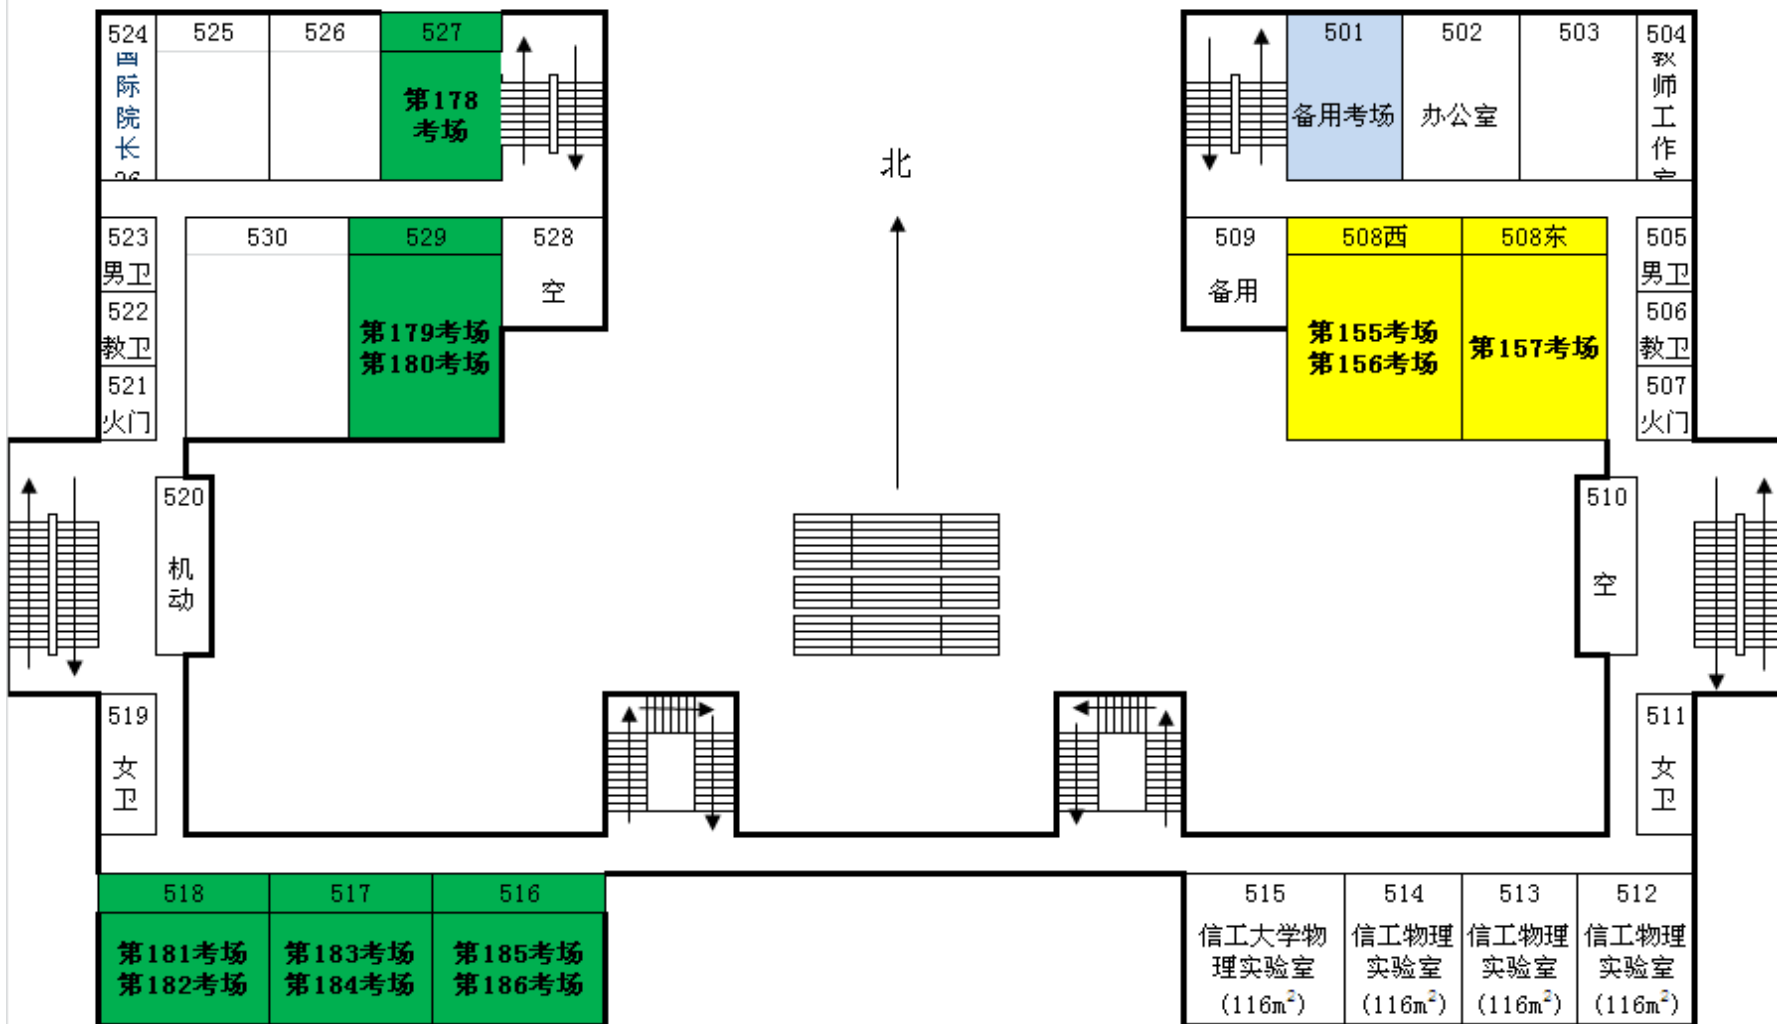 524
525
526
527
国际院长
第178
考场
501
502
503
504
备用考场
办公室
教师工作室
北
523
男卫
522
教卫
521
火门
530
529
第179考场
第180考场
528
空
509
备用
508西
508东
第155考场
第156考场
第157考场
505
男卫
506
教卫
507
火门
520
机
动
510
空
519
女
卫
511
女
卫
518
517
516
第181考场
第182考场
第183考场
第184考场
第185考场
第186考场
515
514
513
512
信工大学物
理实验室
(116m²)
信工物理
实验室
(116m²)
信工物理
实验室
(116m²)
信工物理
实验室
(116m²)